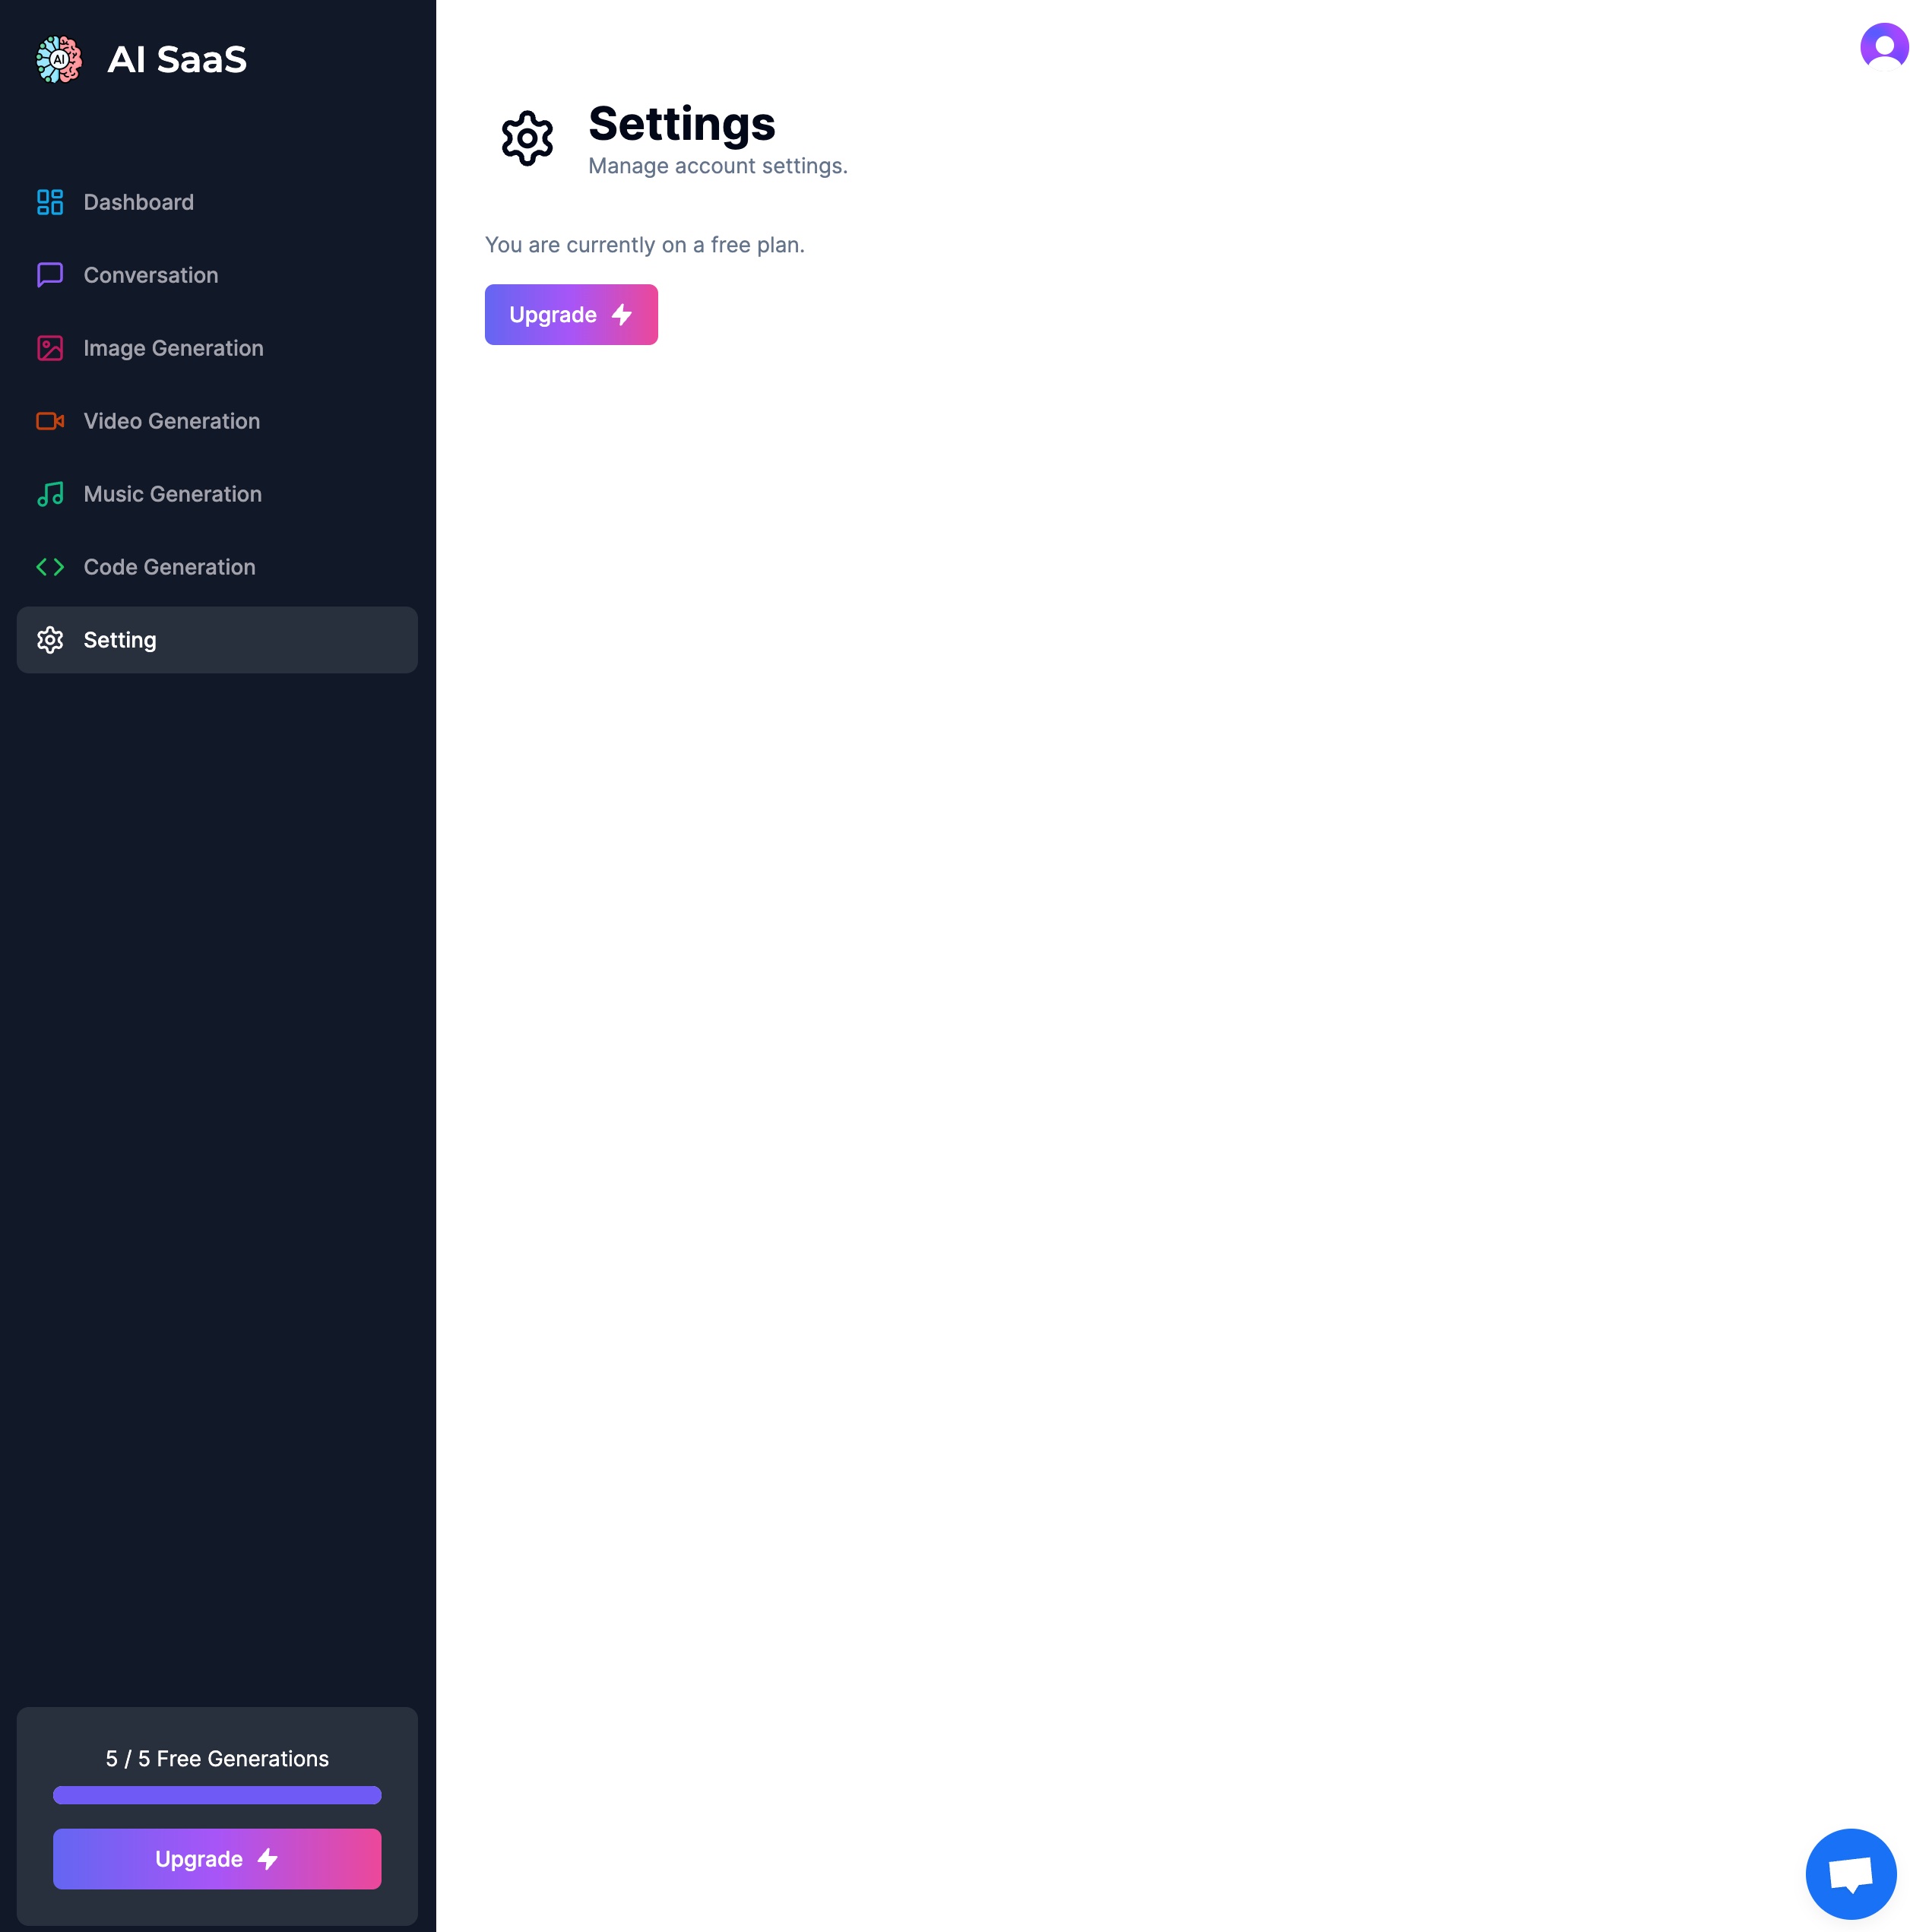 AI
AI SaaS
Dashboard
Conversation
Image Generation
Video Generation
Music Generation
Code Generation
Setting
5 / 5 Free Generations
Upgrade
Settings
Manage account settings.
You are currently on a free plan.
Upgrade